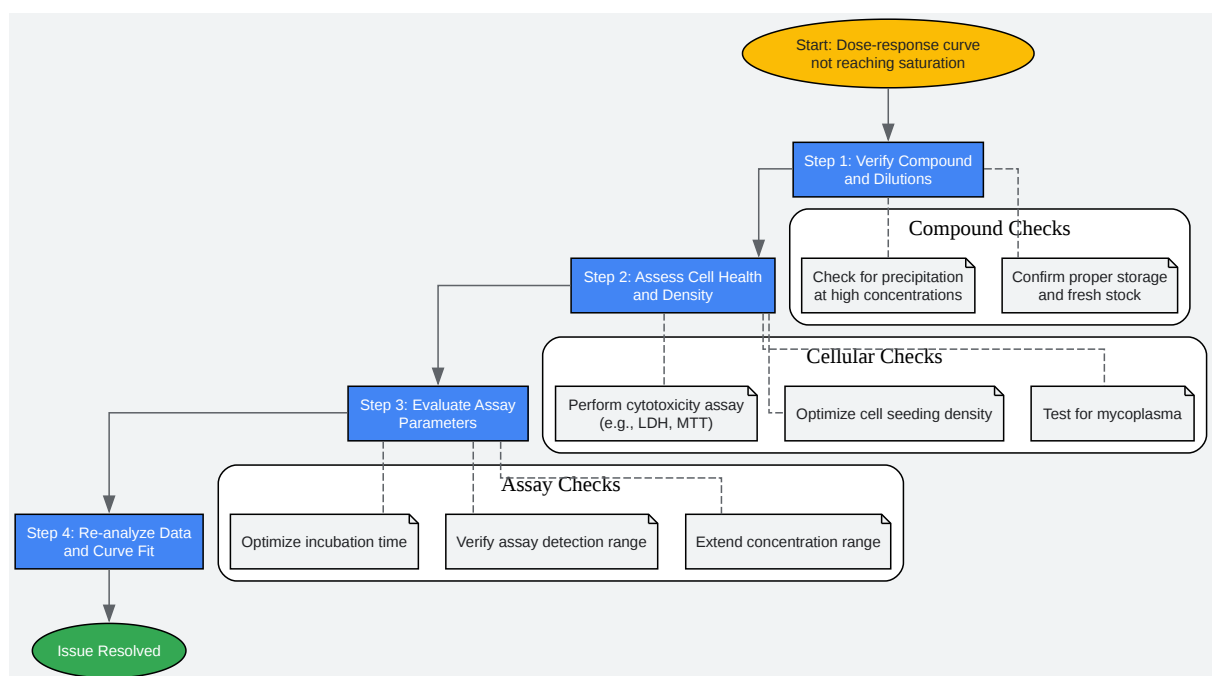 Start: Dose-response curve
not reaching saturation
Step 1: Verify Compound
and Dilutions
Compound Checks
Check for precipitation
at high concentrations
Confirm proper storage
and fresh stock
Step 2: Assess Cell Health
and Density
Cellular Checks
Perform cytotoxicity assay
(e.g., LDH, MTT)
Optimize cell seeding density
Test for mycoplasma
Step 3: Evaluate Assay
Parameters
Assay Checks
Optimize incubation time
Verify assay detection range
Extend concentration range
Step 4: Re-analyze Data
and Curve Fit
Issue Resolved